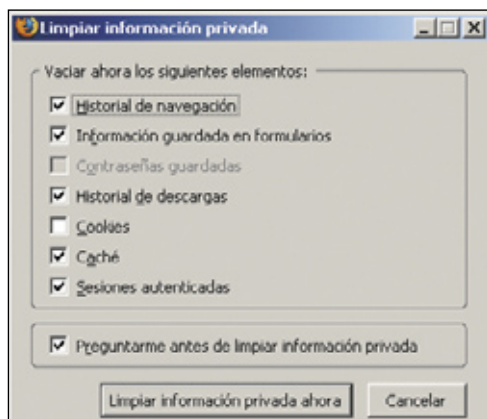 Limpiar información privada
Vaciar ahora los siguientes elementos:
Historial de navegación
Información guardada en formularios
Contraseñas guardadas
Historial de descargas
Cookies
Caché
Sesiones autenticadas
Preguntarme antes de limpiar información privada
Limpiar información privada ahora
Cancelar